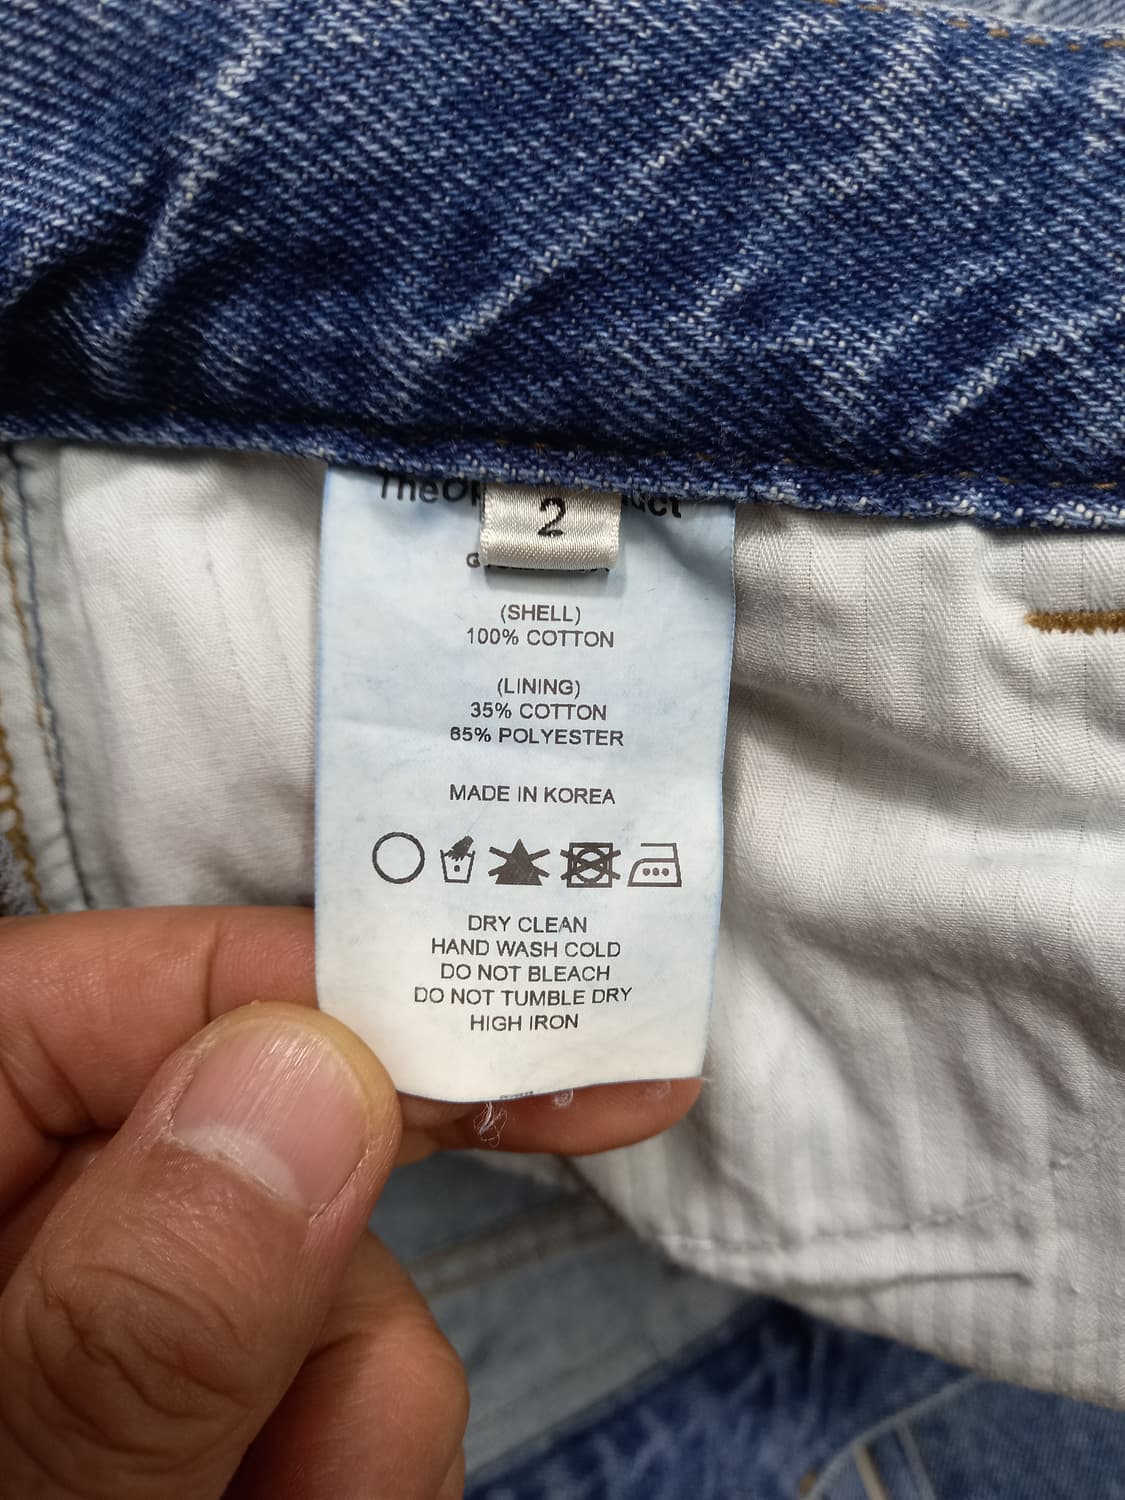 2
(SHELL)
100% COTTON
(LINING)
35% COTTON
65% POLYESTER
MADE IN KOREA
DRY CLEAN
HAND WASH COLD
DO NOT BLEACH
DO NOT TUMBLE DRY
HIGH IRON